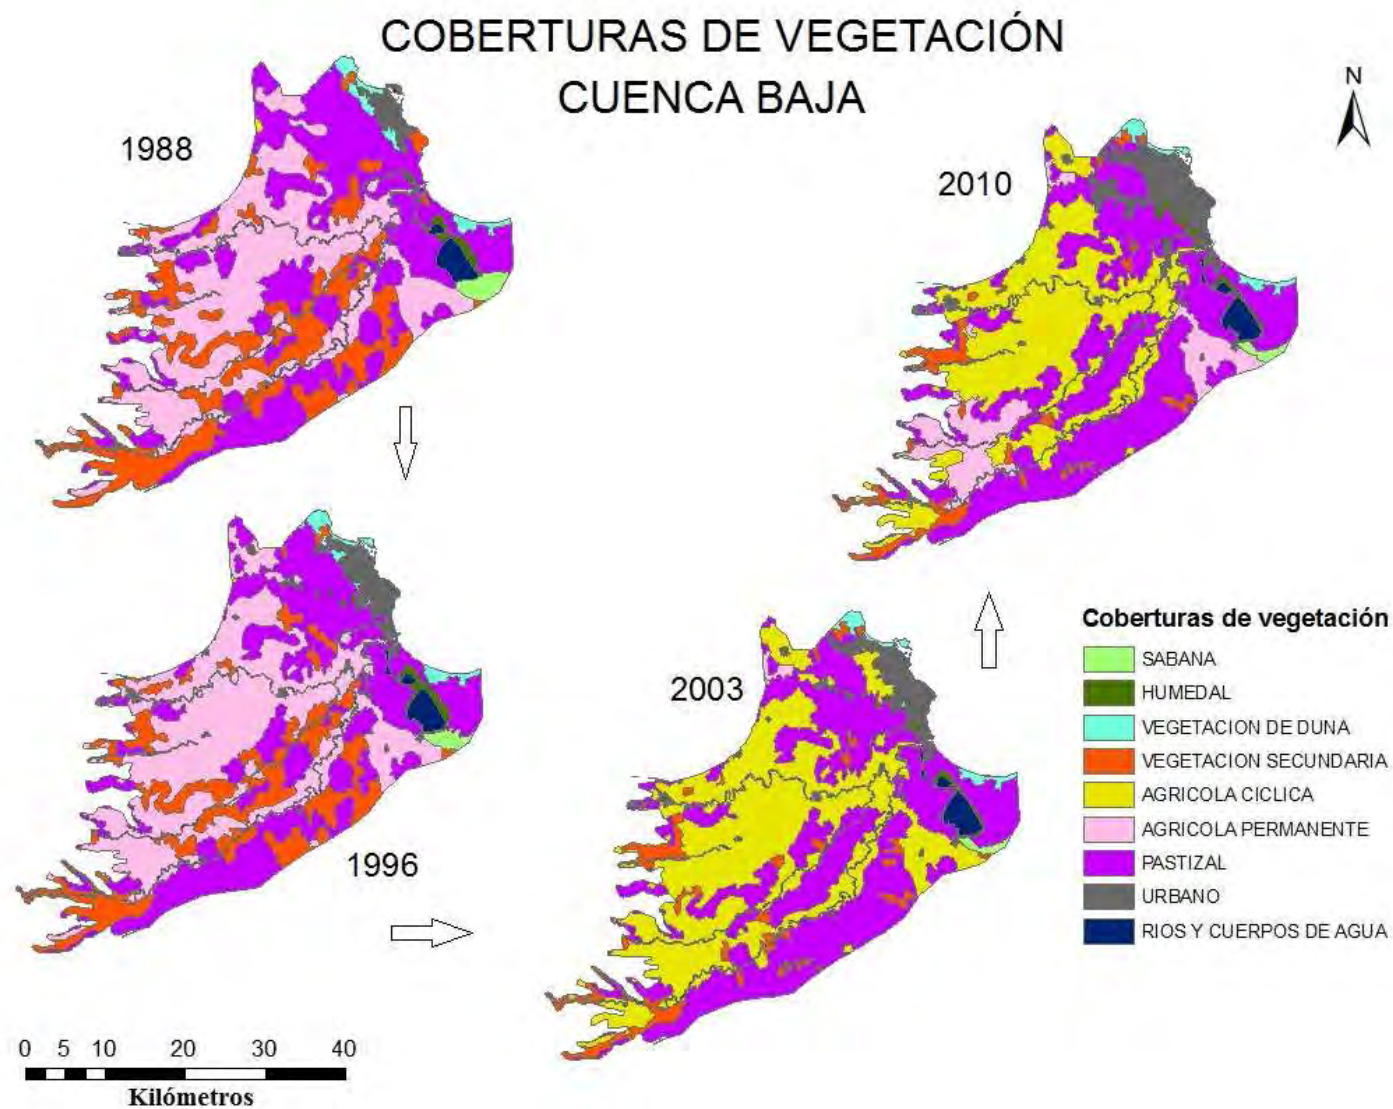 COBERTURAS DE VEGETACIÓN
CUENCA BAJA
N
1988
2010
1996
2003
Coberturas de vegetación
SABANA
HUMEDAL
VEGETACION DE DUNA
VEGETACION SECUNDARIA
AGRICOLA CICLICA
AGRICOLA PERMANENTE
PASTIZAL
URBANO
RIOS Y CUERPOS DE AGUA
0 5 10 20 30 40
Kilómetros